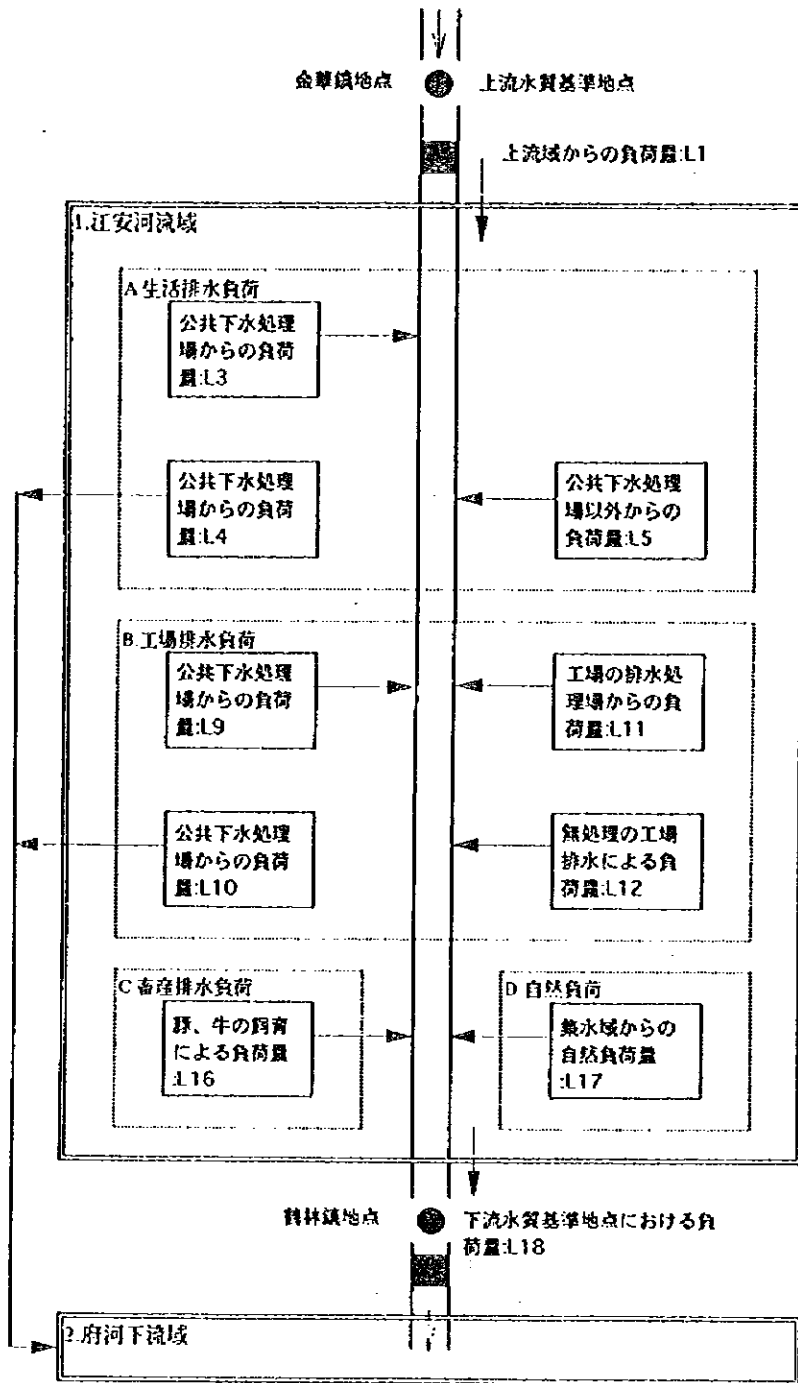 金華鎮地点
上流水質基準地点
上流域からの負荷量:L1
1.江安河流域
A 生活排水負荷
公共下水処理
場からの負荷
量:L3
公共下水処理
場からの負荷
量:L4
公共下水処理
場以外からの
負荷量:L5
B 工場排水負荷
公共下水処理
場からの負荷
量:L9
工場の排水処
理場からの負
荷量:L11
公共下水処理
場からの負荷
量:L10
無処理の工場
排水による負
荷量:L12
C 畜産排水負荷
豚、牛の飼育
による負荷量
:L16
D 自然負荷
集水域からの
自然負荷量
:L17
鶴林鎮地点
下流水質基準地点における負
荷量:L18
2.府河下流域